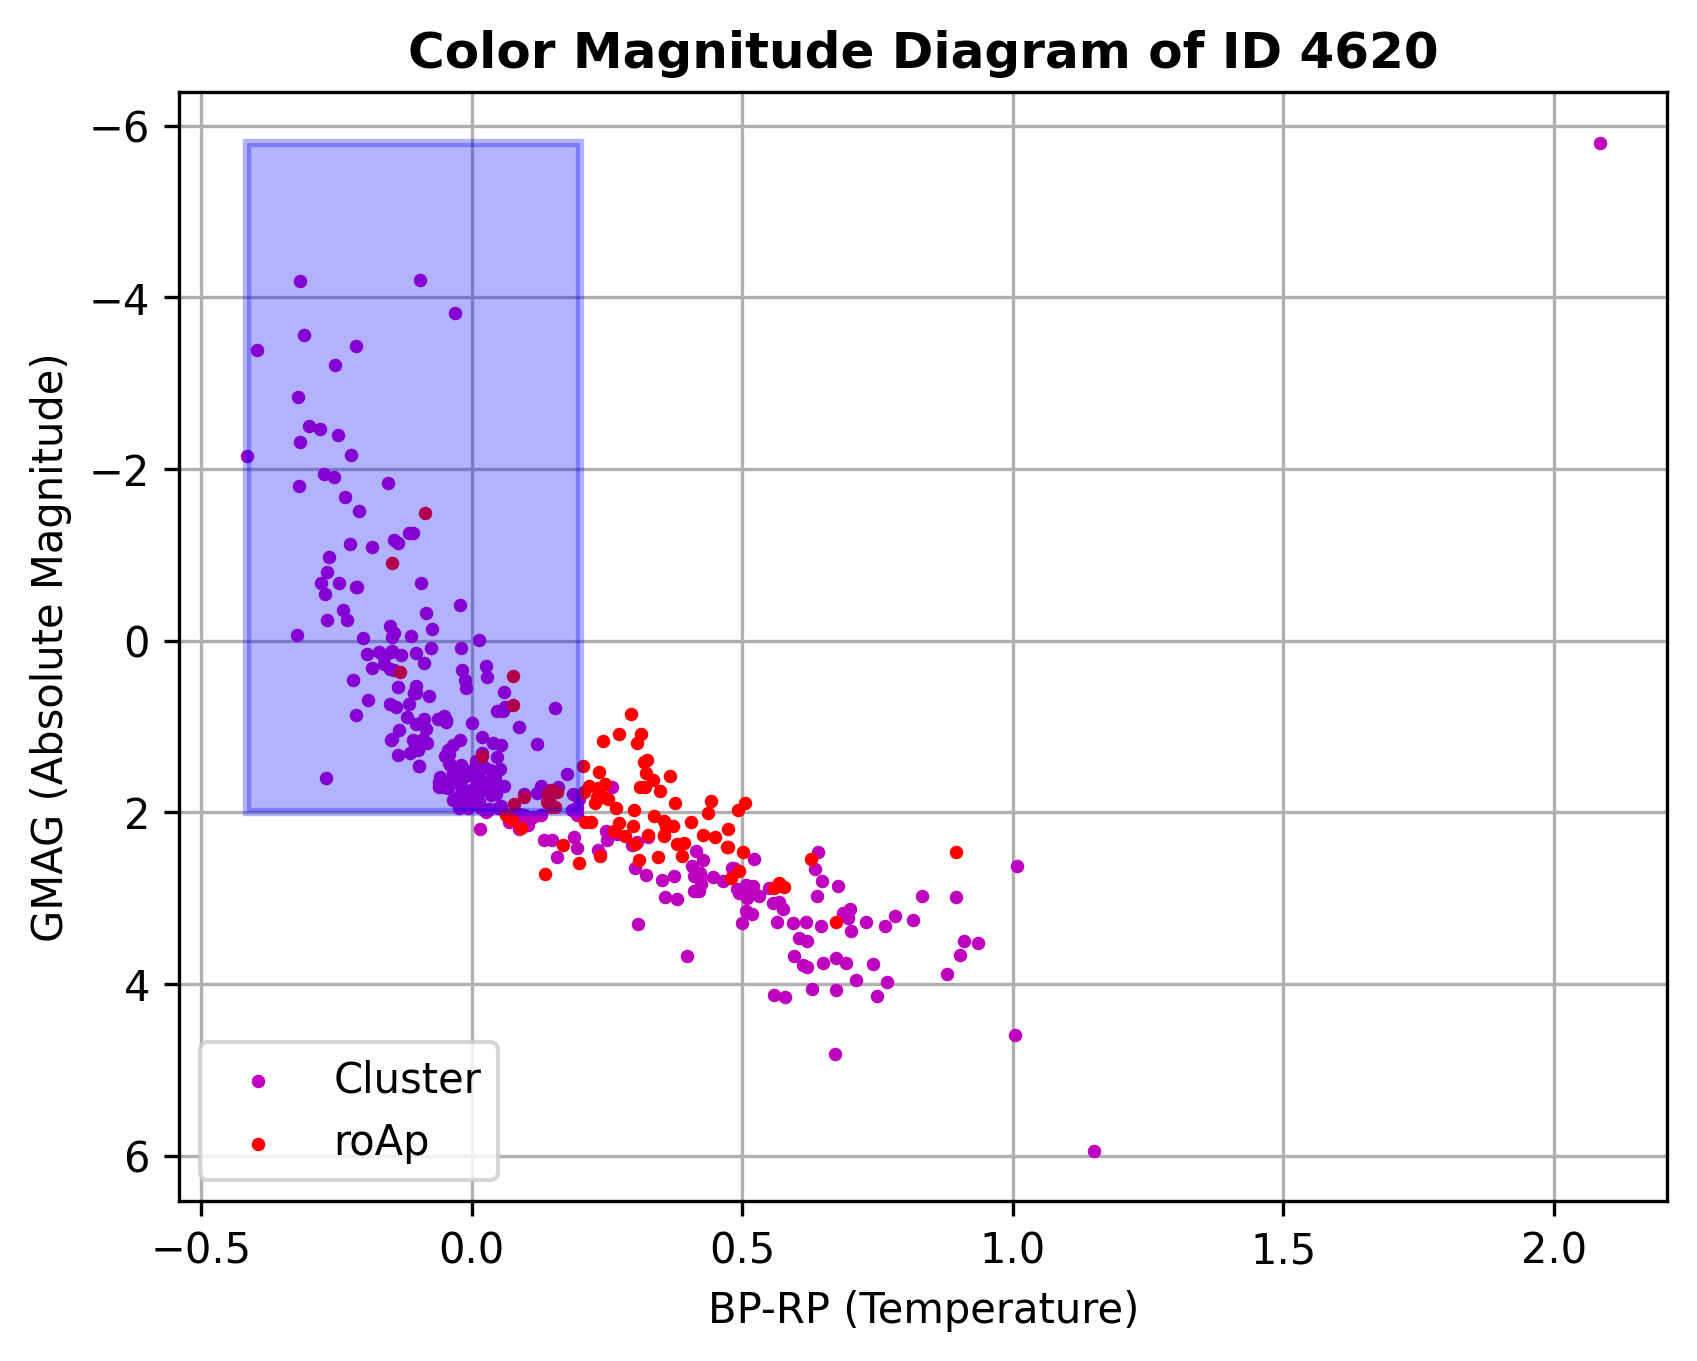 Color Magnitude Diagram of ID 4620
GMAG (Absolute Magnitude)
−6
−4
−2
0
2
4
6
Cluster
roAp
−0.5 0.0 0.5 1.0 1.5 2.0
BP-RP (Temperature)